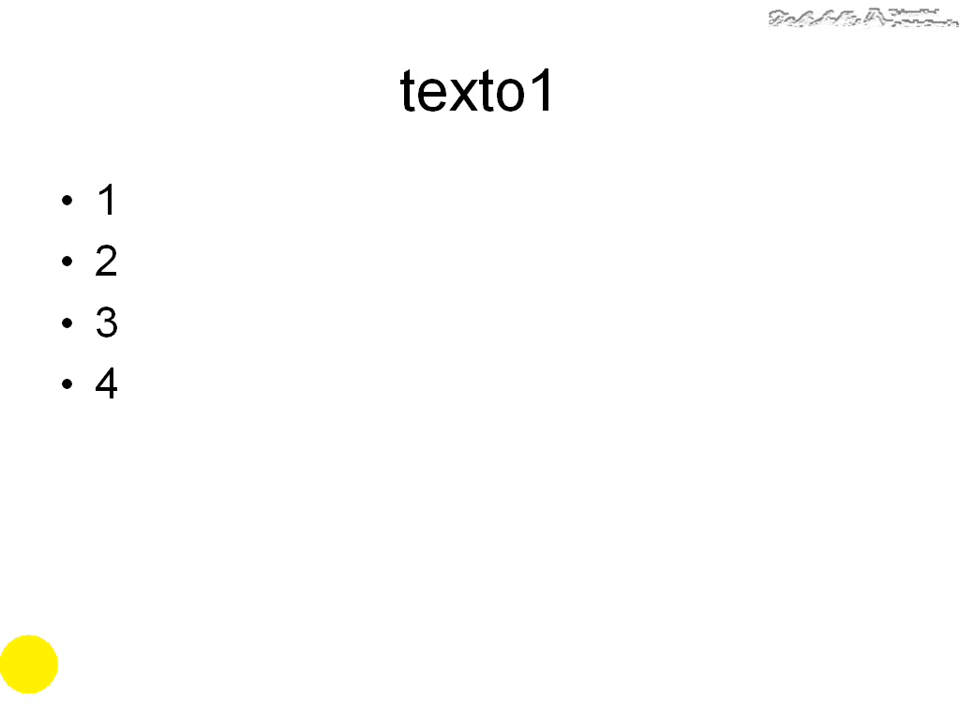 texto1
• 1
• 2
• 3
• 4